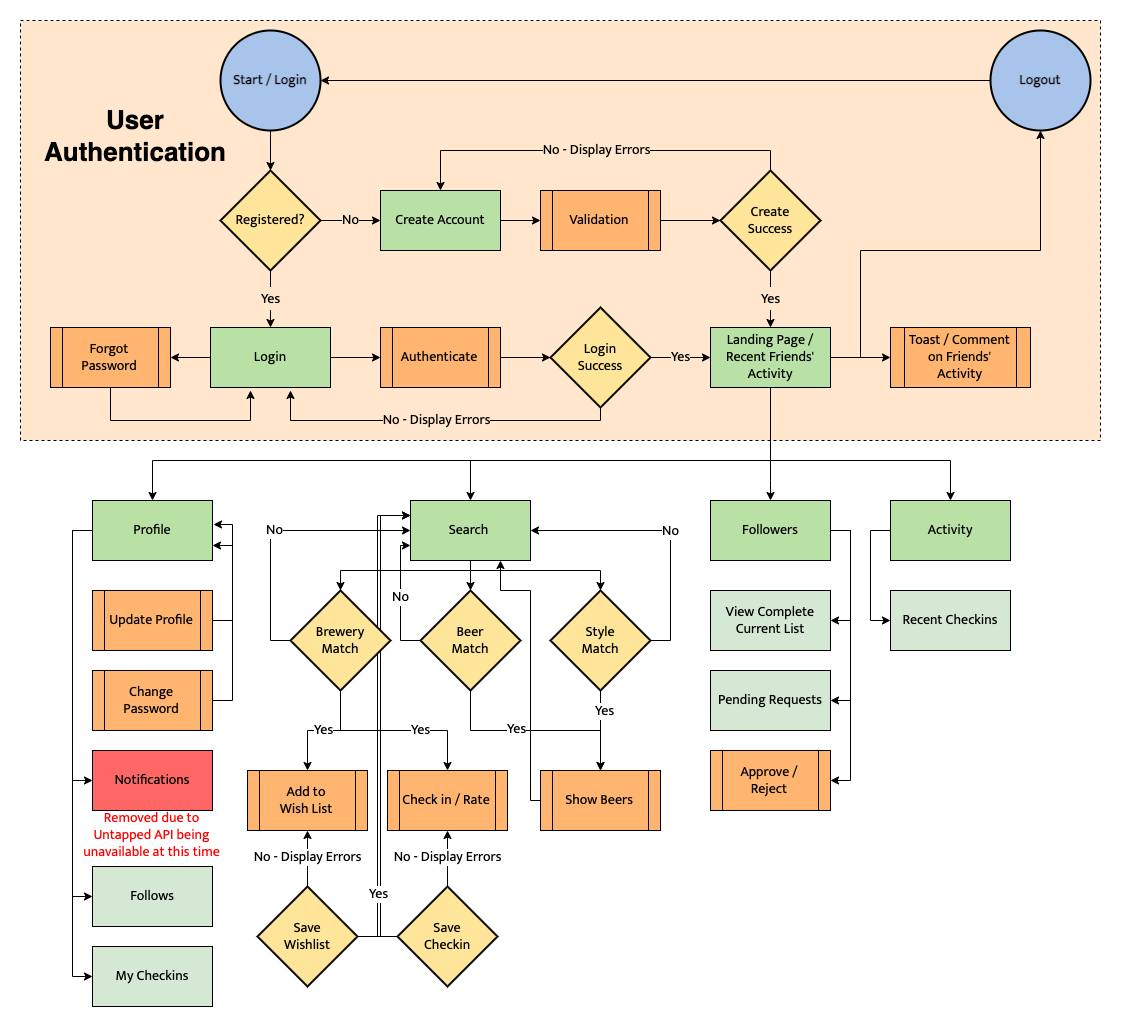 Start / Login
Logout
User
Authentication
No - Display Errors
Registered?
No
Create Account
Validation
Create
Success
Yes
Yes
Forgot
Password
Login
Authenticate
Login
Success
Yes
Landing Page /
Recent Friends'
Activity
Toast / Comment
on Friends'
Activity
No - Display Errors
Profile
No
Search
No
Followers
Activity
Update Profile
No
Brewery
Match
Beer
Match
Style
Match
View Complete
Current List
Recent Checkins
Change
Password
Pending Requests
Yes
Yes
Yes
Yes
Notifications
Removed due to
Untapped API being
unavailable at this time
Add to
Wish List
Check in / Rate
Show Beers
Approve /
Reject
No - Display Errors
No - Display Errors
Follows
Yes
Save
Wishlist
Save
Checkin
My Checkins